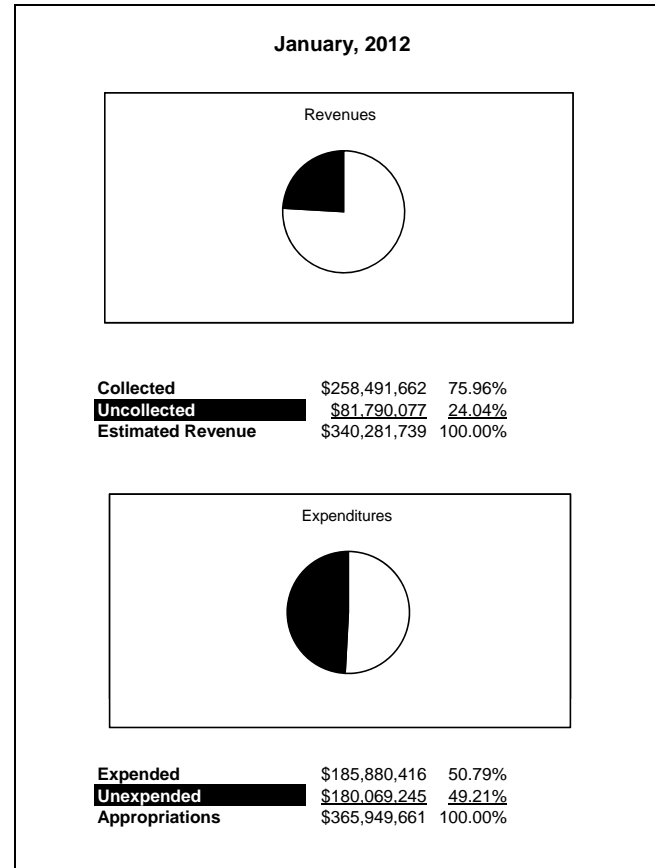 January, 2012
Revenues
Collected $258,491,662 75.96%
Uncollected $81,790,077 24.04%
Estimated Revenue $340,281,739 100.00%
Expenditures
Expended $185,880,416 50.79%
Unexpended $180,069,245 49.21%
Appropriations $365,949,661 100.00%